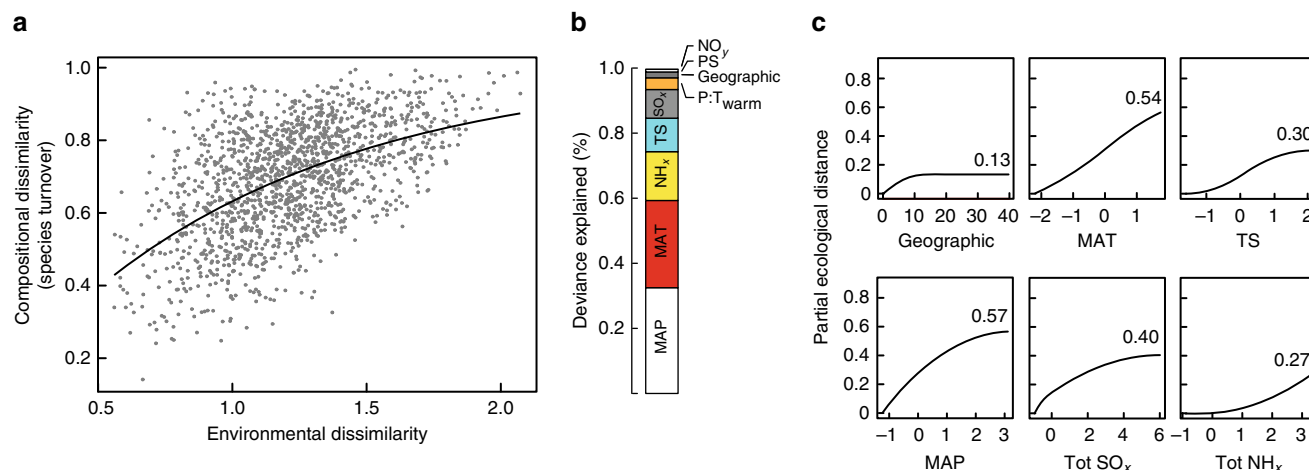 a
Compositional dissimilarity
(species turnover)
1.0
0.8
0.6
0.4
0.2
0.5
1.0
1.5
2.0
Environmental dissimilarity
b
Deviance explained (%)
1.0
0.8
0.6
0.4
0.2
NOy
PS
Geographic
P:Twarm
SOx
TS
NHx
MAT
MAP
c
Partial ecological distance
0.8
0.6
0.4
0.2
0
0.13
0 10 20 30 40
Geographic
0.54
−2 −1 0 1
MAT
0.30
−1 0 1 2
TS
0.8
0.6
0.4
0.2
0
0.57
−1 0 1 2 3
MAP
0.40
0 2 4 6
Tot SOx
0.27
−1 0 1 2 3
Tot NHx